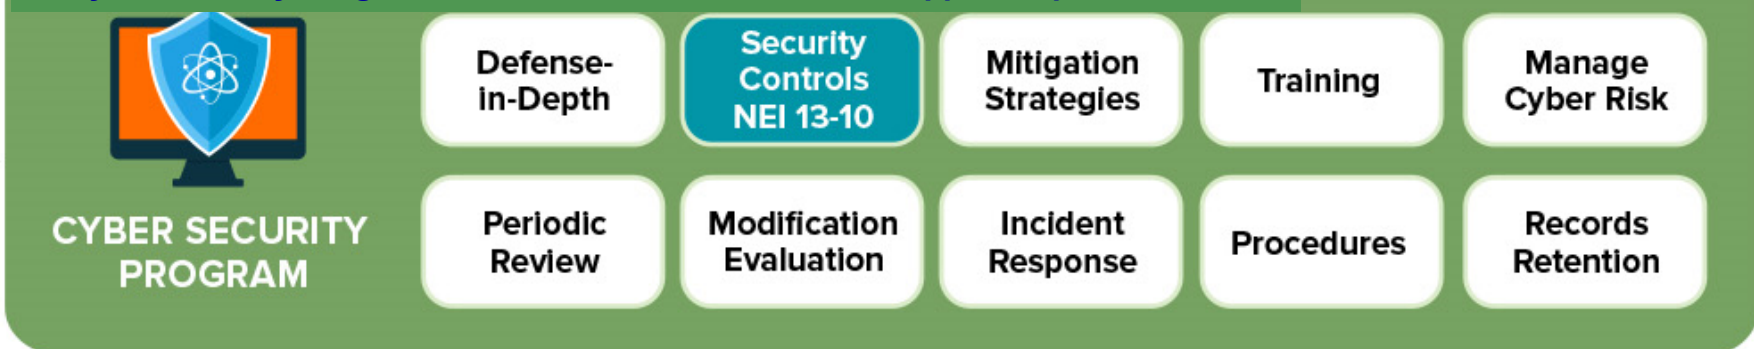 Defense-
in-Depth
Security
Controls
NEI 13-10
Mitigation
Strategies
Training
Manage
Cyber Risk
CYBER SECURITY
PROGRAM
Periodic
Review
Modification
Evaluation
Incident
Response
Procedures
Records
Retention